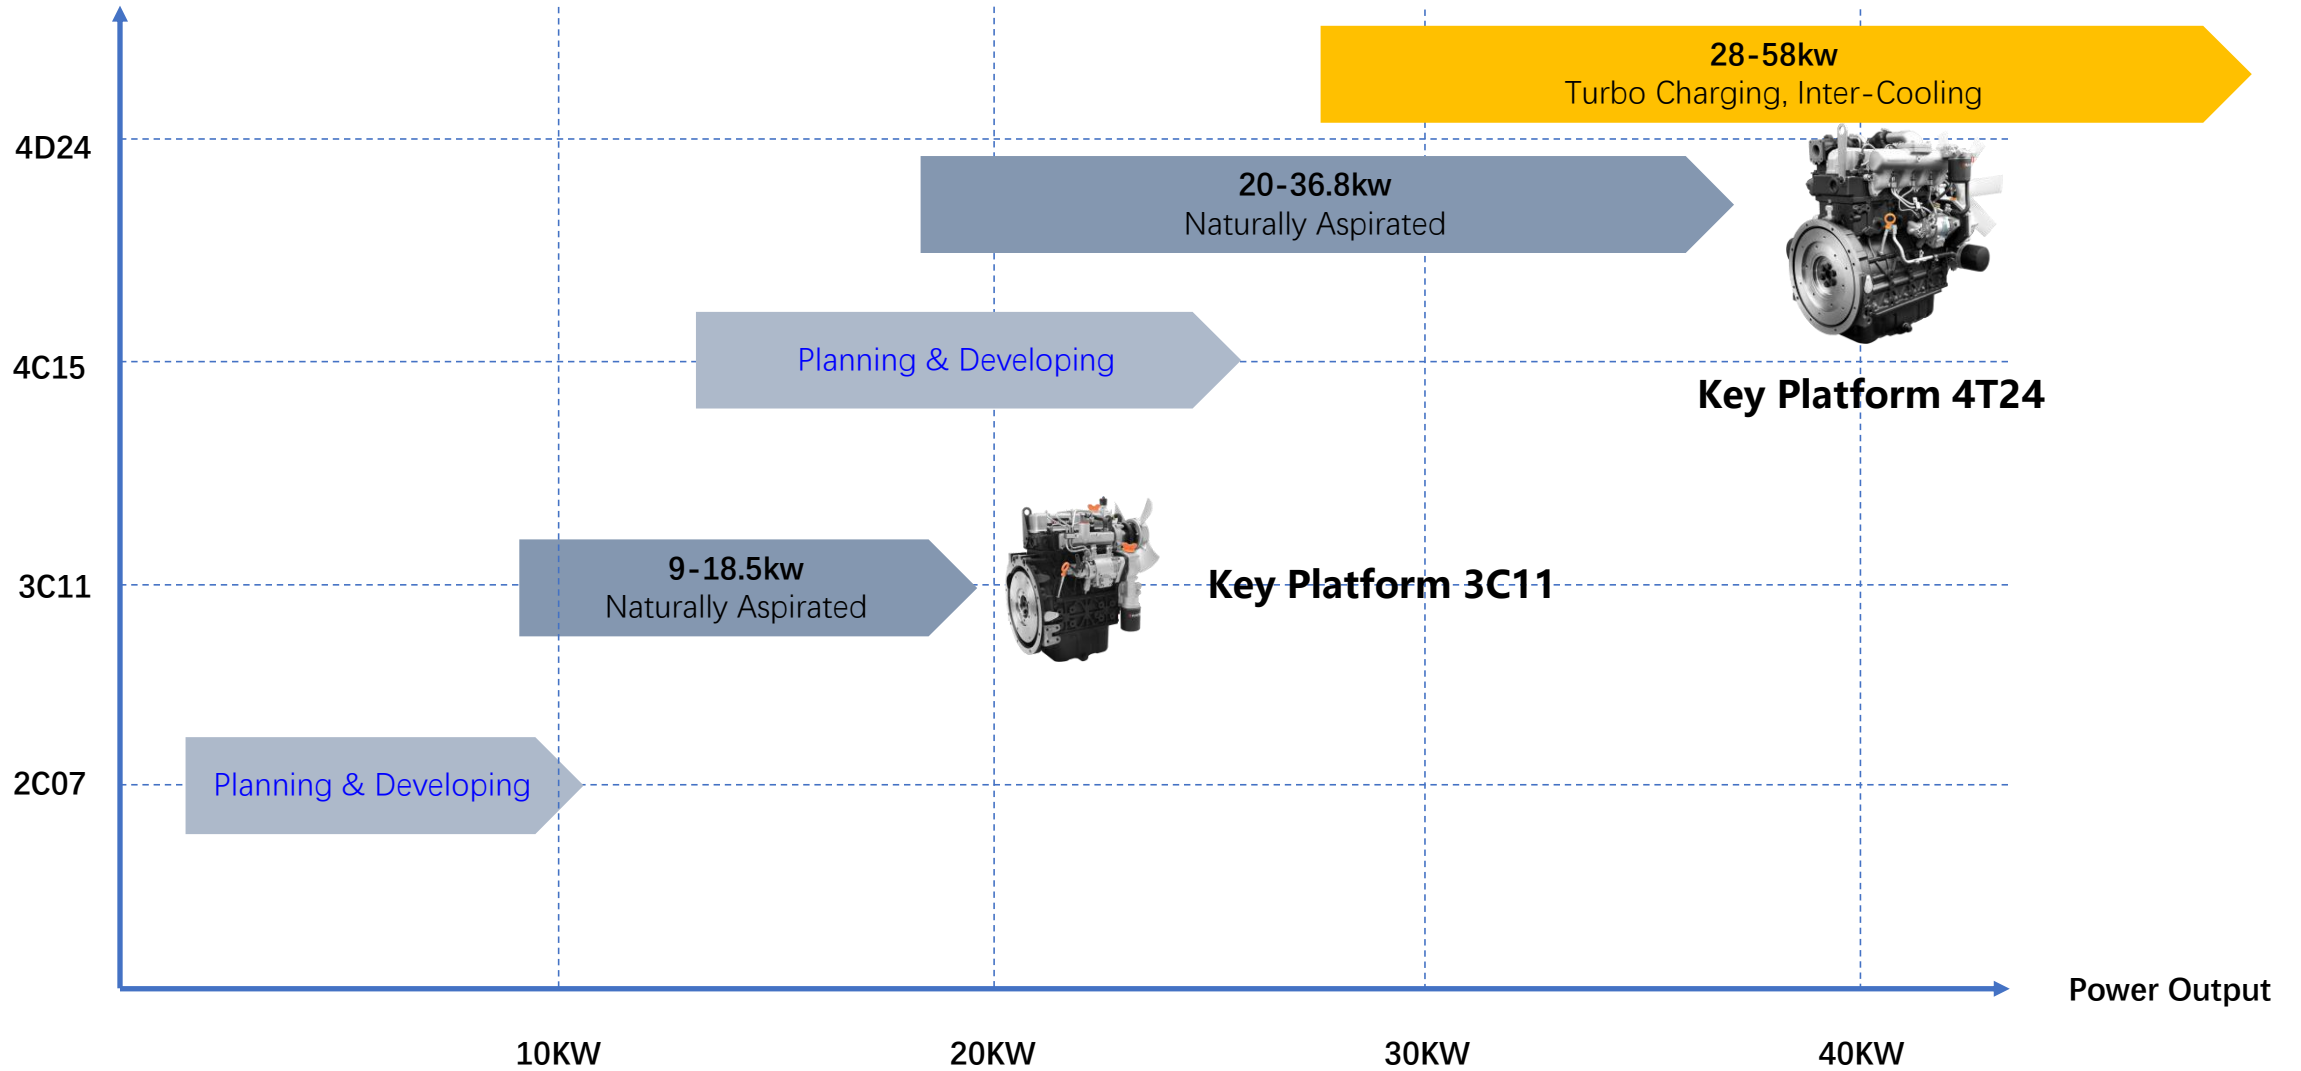 28-58kw
Turbo Charging, Inter-Cooling
4D24
20-36.8kw
Naturally Aspirated
4C15
Planning & Developing
Key Platform 4T24
3C11
9-18.5kw
Naturally Aspirated
Key Platform 3C11
2C07
Planning & Developing
Power Output
10KW
20KW
30KW
40KW